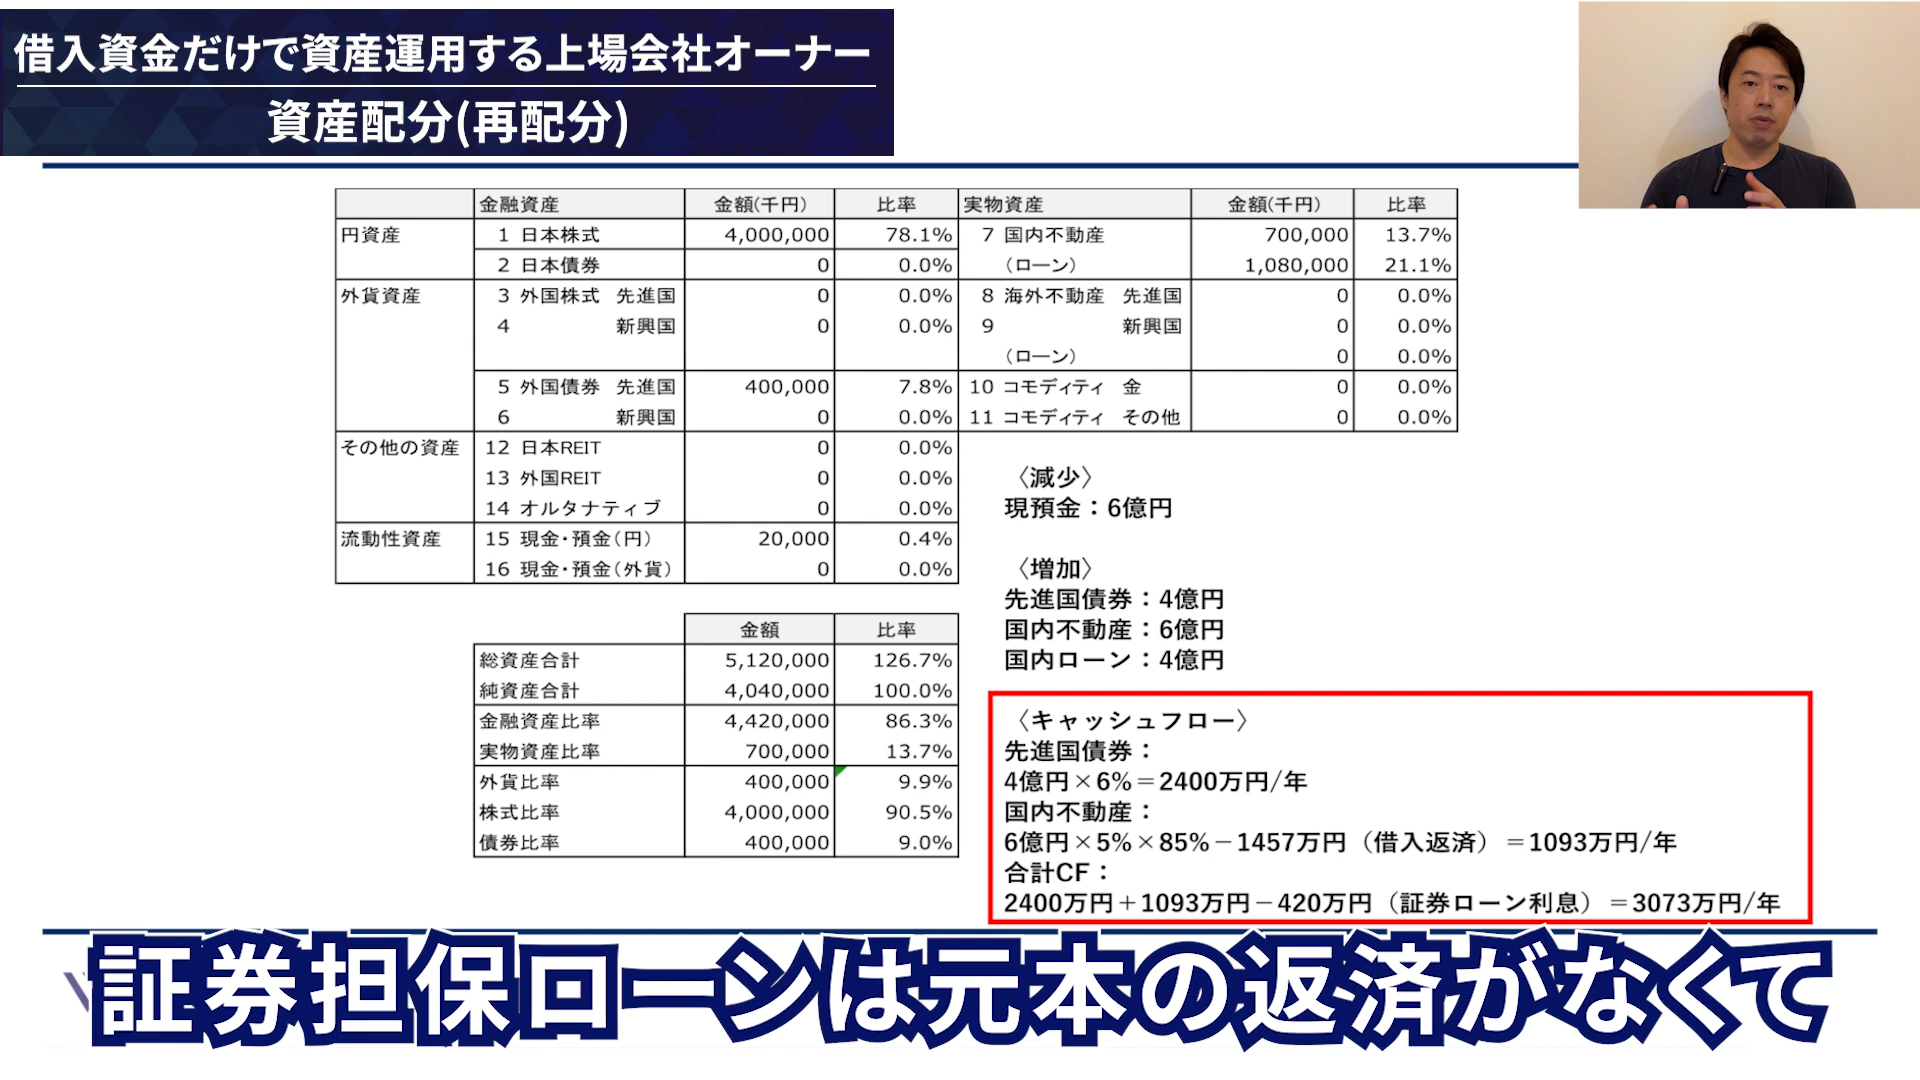 借入資金だけで資産運用する上場会社オーナー
資産配分(再配分)
金融資産 金額(千円) 比率 実物資産 金額(千円) 比率
円資産 1 日本株式 4,000,000 78.1% 7 国内不動産 700,000 13.7%
2 日本債券 0 0.0% （ローン） 1,080,000 21.1%
外貨資産 3 外国株式 先進国 0 0.0% 8 海外不動産 先進国 0 0.0%
4 新興国 0 0.0% 9 新興国 0 0.0%
（ローン） 0 0.0%
5 外国債券 先進国 400,000 7.8% 10 コモディティ 金 0 0.0%
6 新興国 0 0.0% 11 コモディティ その他 0 0.0%
その他の資産 12 日本REIT 0 0.0%
13 外国REIT 0 0.0%
14 オルタナティブ 0 0.0%
流動性資産 15 現金・預金（円） 20,000 0.4%
16 現金・預金（外貨） 0 0.0%
〈減少〉
現預金：6億円
〈増加〉
先進国債券：4億円
国内不動産：6億円
国内ローン：4億円
金額 比率
総資産合計 5,120,000 126.7%
純資産合計 4,040,000 100.0%
金融資産比率 4,420,000 86.3%
実物資産比率 700,000 13.7%
外貨比率 400,000 9.9%
株式比率 4,000,000 90.5%
債券比率 400,000 9.0%
〈キャッシュフロー〉
先進国債券：
4億円×6%＝2400万円/年
国内不動産：
6億円×5%×85%－1457万円（借入返済）＝1093万円/年
合計CF：
2400万円＋1093万円－420万円（証券ローン利息）＝3073万円/年
証券担保ローンは元本の返済がなくて